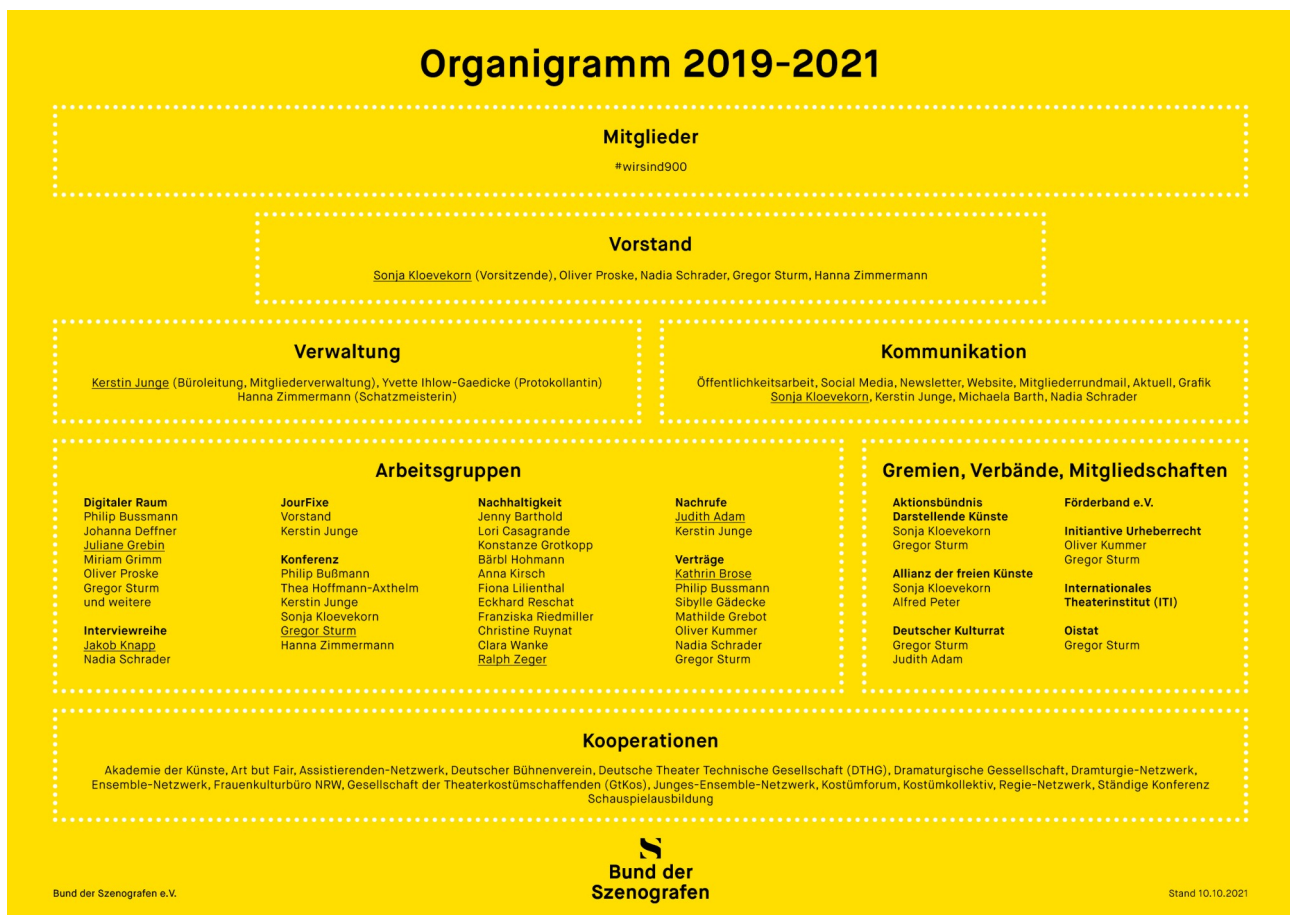 Organigramm 2019-2021
Mitglieder
#wirsind900
Vorstand
Sonja Kloevekorn (Vorsitzende), Oliver Proske, Nadia Schrader, Gregor Sturm, Hanna Zimmermann
Verwaltung
Kerstin Junge (Büroleitung, Mitgliederverwaltung), Yvette Ihlow-Gaedicke (Protokollantin)
Hanna Zimmermann (Schatzmeisterin)
Kommunikation
Öffentlichkeitsarbeit, Social Media, Newsletter, Website, Mitgliederrundmail, Aktuell, Grafik
Sonja Kloevekorn, Kerstin Junge, Michaela Barth, Nadia Schrader
Arbeitsgruppen
Digitaler Raum
Philip Bussmann
Johanna Deffner
Juliane Grebin
Miriam Grimm
Oliver Proske
Gregor Sturm
und weitere
Interviewreihe
Jakob Knapp
Nadia Schrader
JourFixe
Vorstand
Kerstin Junge
Konferenz
Philip Bußmann
Thea Hoffmann-Axthelm
Kerstin Junge
Sonja Kloevekorn
Gregor Sturm
Hanna Zimmermann
Nachhaltigkeit
Jenny Barthold
Lori Casagrande
Konstanze Grotkopp
Bärbl Hohmann
Anna Kirsch
Fiona Lilienthal
Eckhard Reschat
Franziska Riedmiller
Christine Ruynat
Clara Wanke
Ralph Zeger
Nachrufe
Judith Adam
Kerstin Junge
Verträge
Kathrin Brose
Philip Bussmann
Sibylle Gädecke
Mathilde Grebot
Oliver Kummer
Nadia Schrader
Gregor Sturm
Gremien, Verbände, Mitgliedschaften
Aktionsbündnis
Darstellende Künste
Sonja Kloevekorn
Gregor Sturm
Allianz der freien Künste
Sonja Kloevekorn
Alfred Peter
Deutscher Kulturrat
Gregor Sturm
Judith Adam
Förderband e.V.
Initiantive Urheberrecht
Oliver Kummer
Gregor Sturm
Internationales
Theaterinstitut (ITI)
Oistat
Gregor Sturm
Kooperationen
Akademie der Künste, Art but Fair, Assistierenden-Netzwerk, Deutscher Bühnenverein, Deutsche Theater Technische Gesellschaft (DTHG), Dramaturgische Gessellschaft, Dramturgie-Netzwerk,
Ensemble-Netzwerk, Frauenkulturbüro NRW, Gesellschaft der Theaterkostümschaffenden (GtKos), Junges-Ensemble-Netzwerk, Kostümforum, Kostümkollektiv, Regie-Netzwerk, Ständige Konferenz
Schauspielausbildung
S
Bund der
Szenografen
Bund der Szenografen e.V.
Stand 10.10.2021